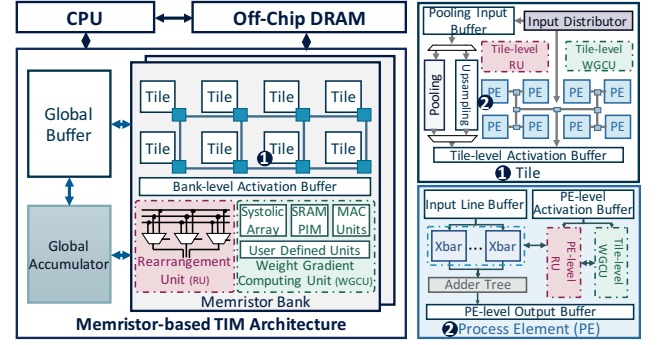 CPU
Off-Chip DRAM
Global
Buffer
Global
Accumulator
Tile Tile Tile Tile
Tile Tile Tile Tile
1
Bank-level Activation Buffer
Rearrangement
Unit (RU)
Systolic
Array
SRAM
PIM
MAC
Units
User Defined Units
Weight Gradient
Computing Unit (WGCU)
Memristor Bank
Memristor-based TIM Architecture
Pooling Input
Buffer
Input Distributor
Pooling
Upsampling
Tile-level
RU
Tile-level
WGCU
2
PE PE PE PE
PE PE PE PE
Tile-level Activation Buffer
1 Tile
Input Line Buffer
PE-level
Activation Buffer
Xbar ... Xbar
Adder Tree
PE-level
RU
Tile-level
WGCU
PE-level Output Buffer
2 Process Element (PE)